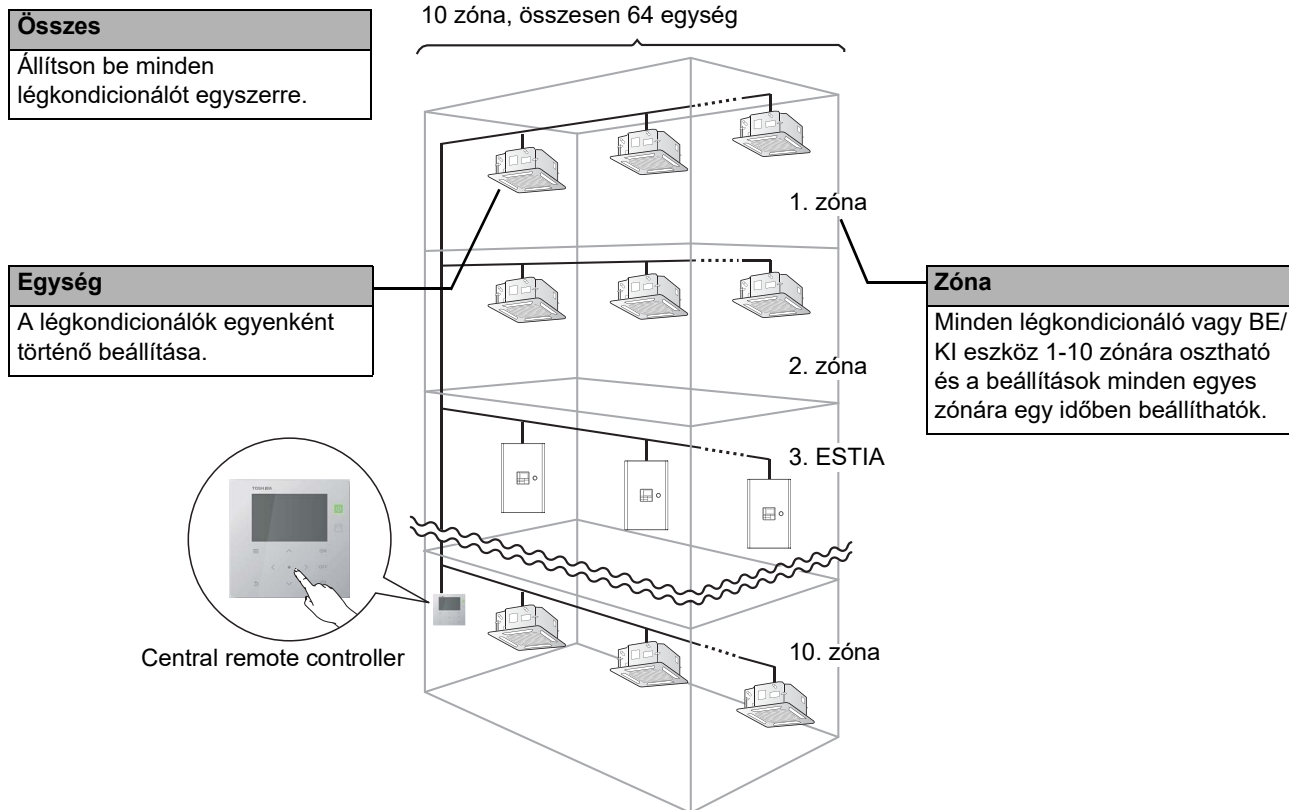 10 zóna, összesen 64 egység
Összes
Állítson be minden
légkondicionálót egyszerre.
1. zóna
Egység
A légkondicionálók egyenként
történő beállítása.
Zóna
Minden légkondicionáló vagy BE/
KI eszköz 1-10 zónára osztható
és a beállítások minden egyes
zónára egy időben beállíthatók.
2. zóna
3. ESTIA
TOSHIBA
10. zóna
Central remote controller